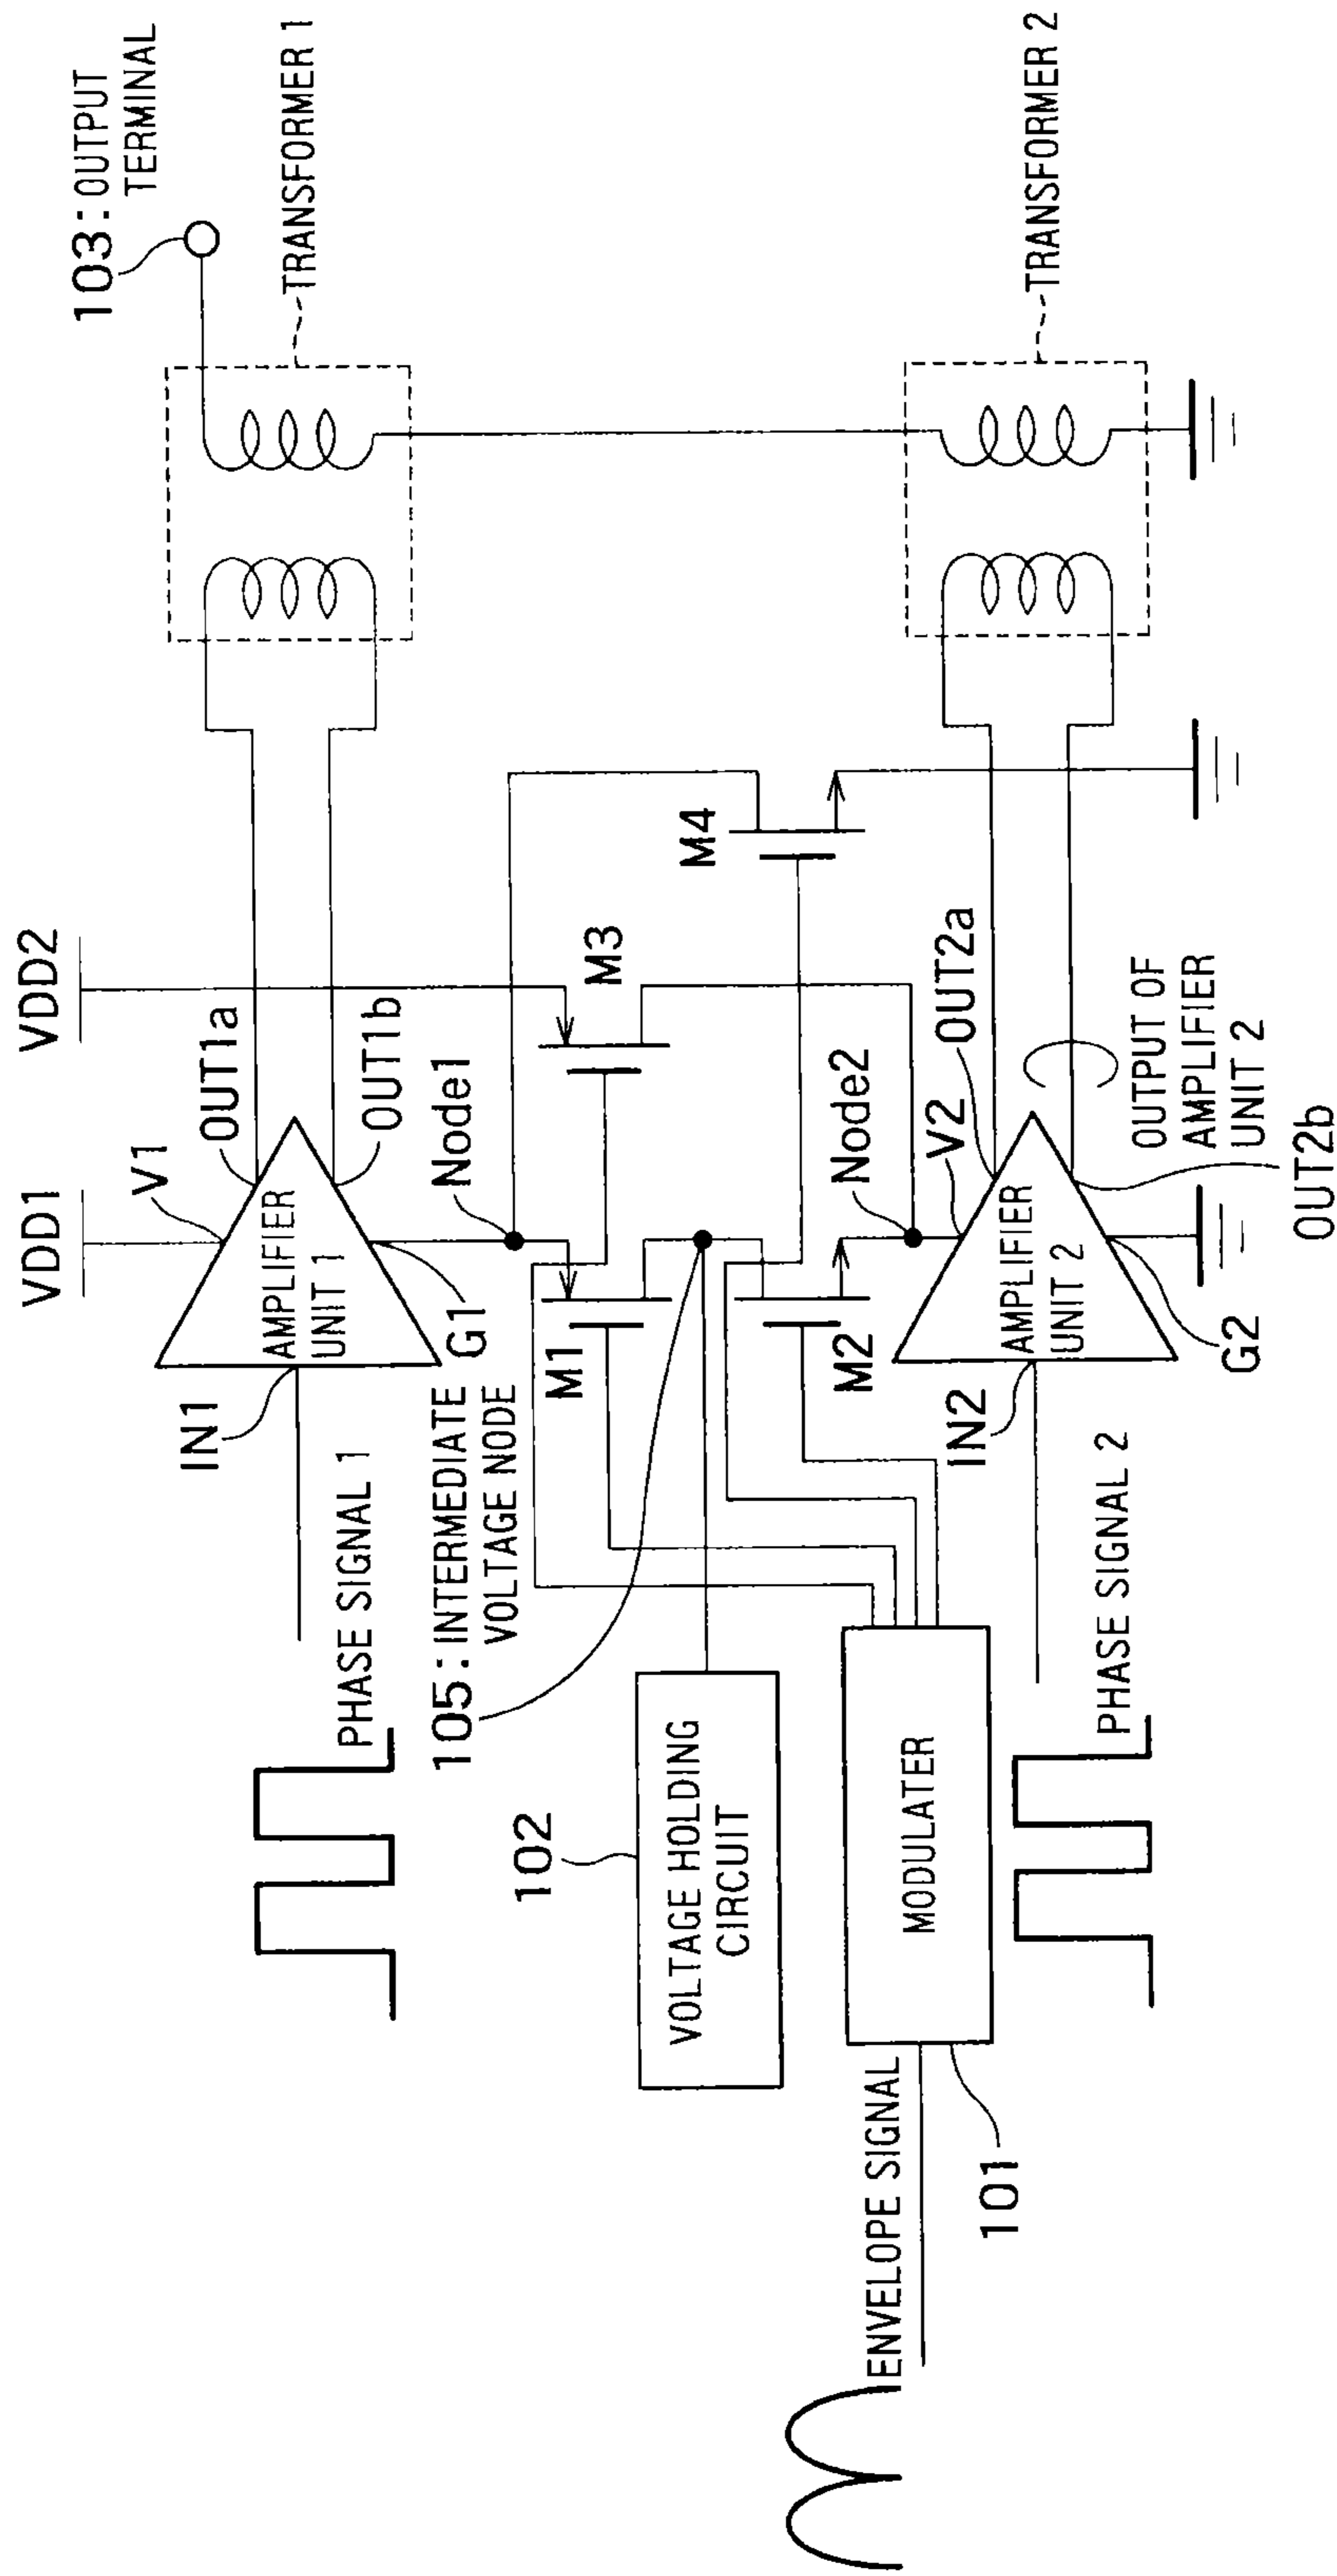 VDD1
VDD2
103:OUTPUT
TERMINAL
V1
OUT1a
IN1
AMPLIFIER
UNIT 1
OUT1b
G1
TRANSFORMER 1
PHASE SIGNAL 1
Node1
105:INTERMEDIATE
VOLTAGE NODE
M1
M3
102
VOLTAGE HOLDING
CIRCUIT
M4
M2
Node2
ENVELOPE SIGNAL
MODULATER
101
V2
OUT2a
IN2
AMPLIFIER
UNIT 2
TRANSFORMER 2
PHASE SIGNAL 2
G2
OUTPUT OF
AMPLIFIER
UNIT 2
OUT2b